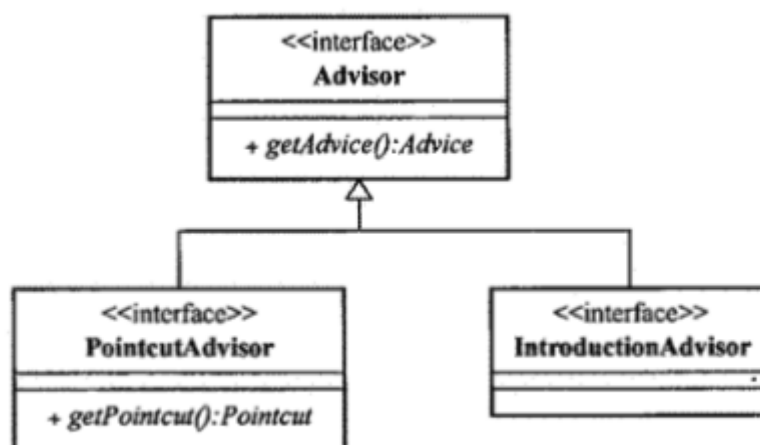 <<interface>>
Advisor
+ getAdvice():Advice
<<interface>>
PointcutAdvisor
+ getPointcut():Pointcut
<<interface>>
IntroductionAdvisor